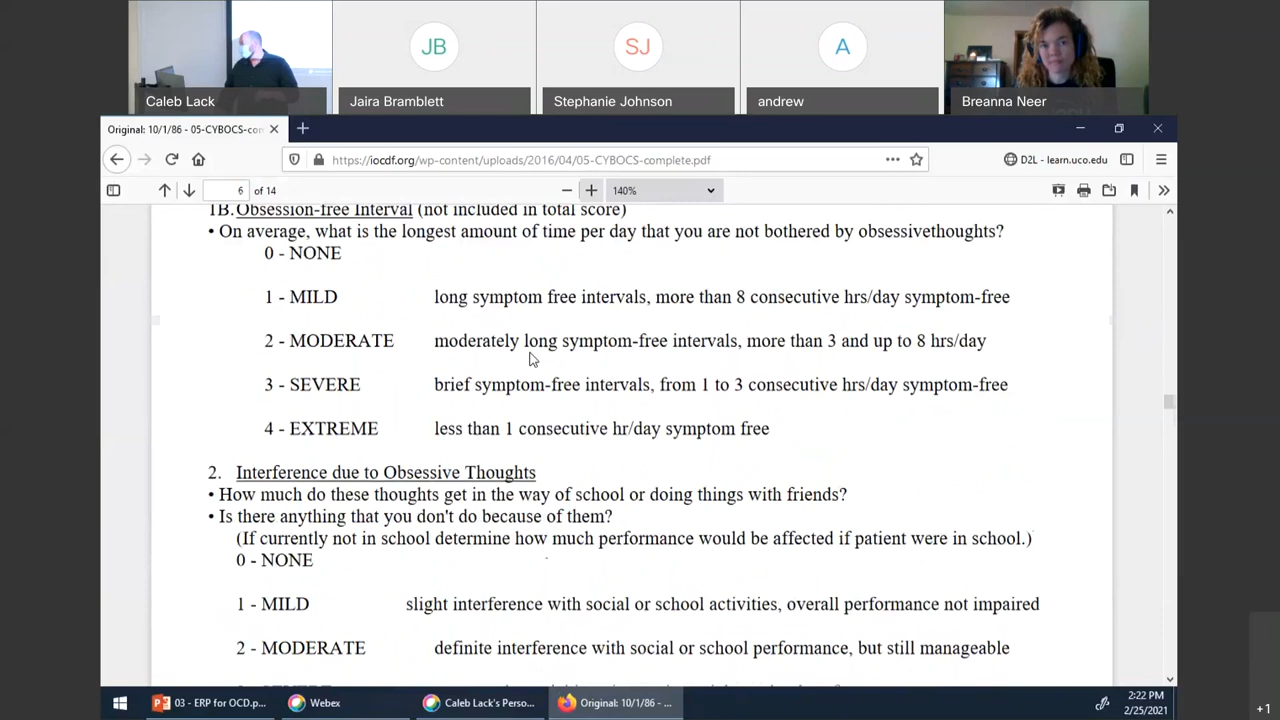 JB
SJ
A
Caleb Lack
Jaira Bramblett
Stephanie Johnson
andrew
Breanna Neer
Original: 10/1/86 - 05-CYBOCS-con
https://iocdf.org/wp-content/uploads/2016/04/05-CYBOCS-complete.pdf
D2L - learn.uco.edu
6 of 14
140%
1B. Obsession-free Interval (not included in total score)
• On average, what is the longest amount of time per day that you are not bothered by obsessivethoughts?
0 - NONE
1 - MILD long symptom free intervals, more than 8 consecutive hrs/day symptom-free
2 - MODERATE moderately long symptom-free intervals, more than 3 and up to 8 hrs/day
3 - SEVERE brief symptom-free intervals, from 1 to 3 consecutive hrs/day symptom-free
4 - EXTREME less than 1 consecutive hr/day symptom free
2. Interference due to Obsessive Thoughts
• How much do these thoughts get in the way of school or doing things with friends?
• Is there anything that you don't do because of them?
(If currently not in school determine how much performance would be affected if patient were in school.)
0 - NONE
1 - MILD slight interference with social or school activities, overall performance not impaired
2 - MODERATE definite interference with social or school performance, but still manageable
03 - ERP for OCD.p...
Webex
Caleb Lack's Perso...
Original: 10/1/86 - ...
2:22 PM
2/25/2021
+1